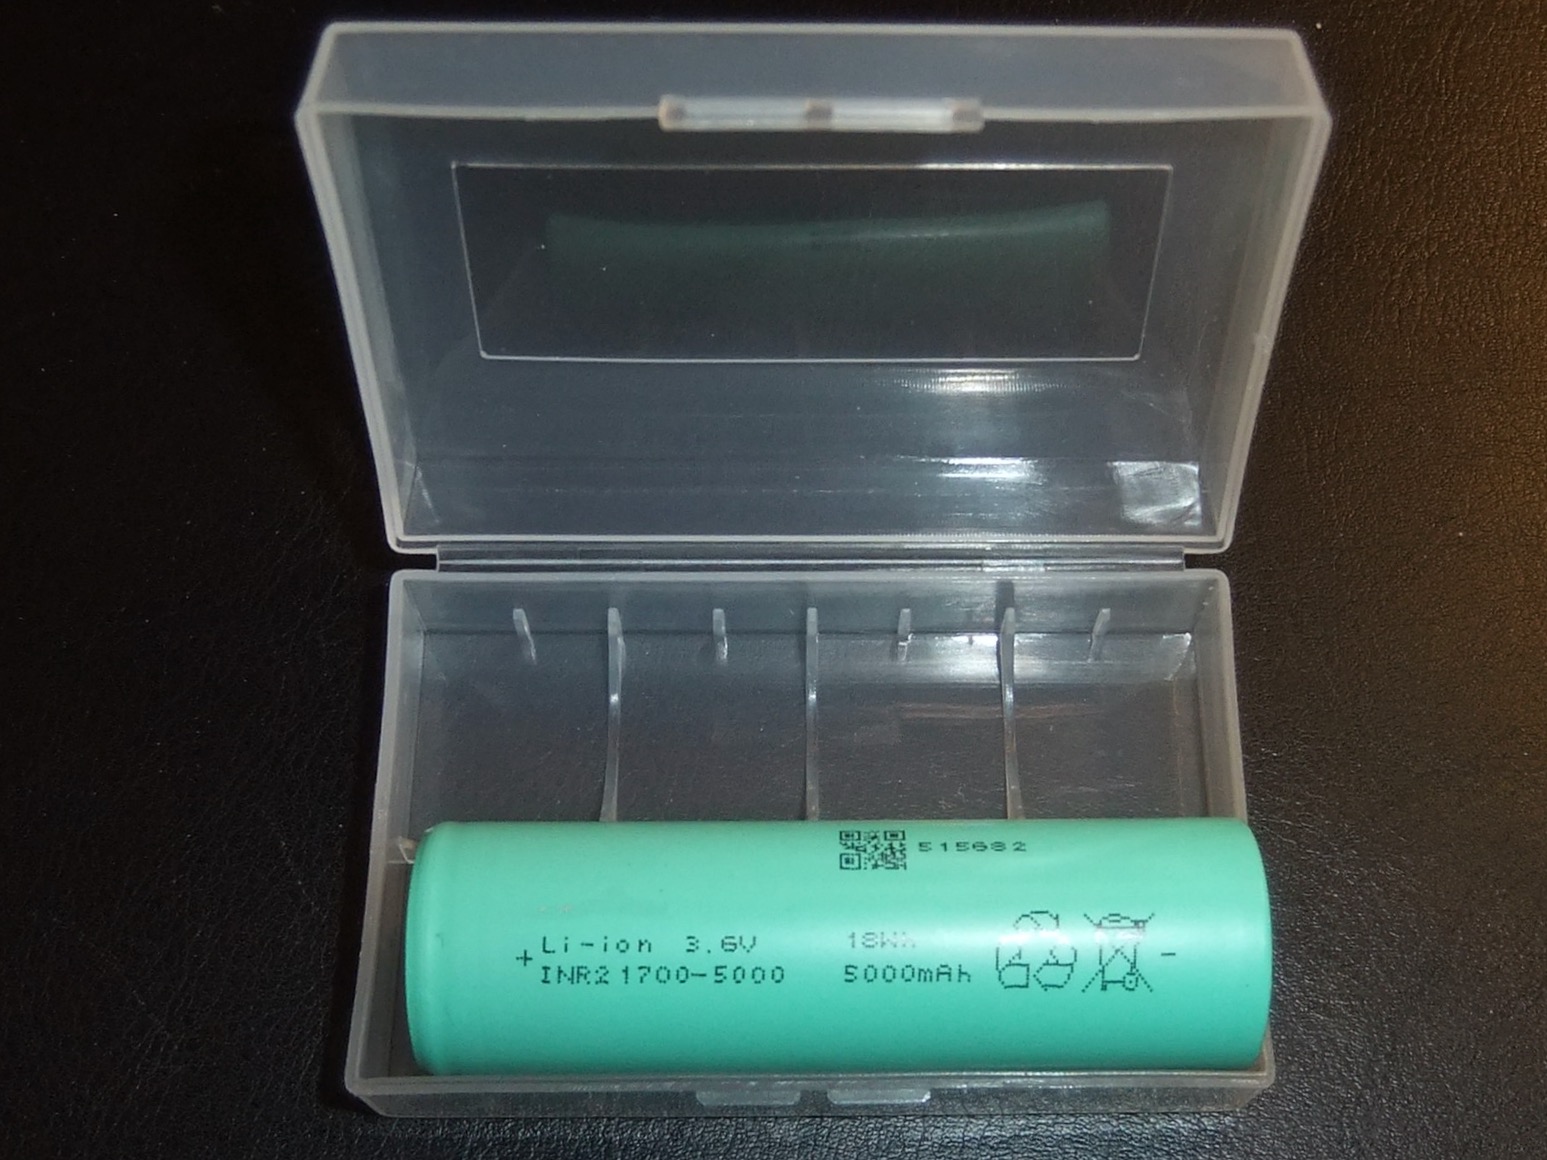 515682
+ Li-ion 3.6V 18Wh -
INR21700-5000 5000mAh